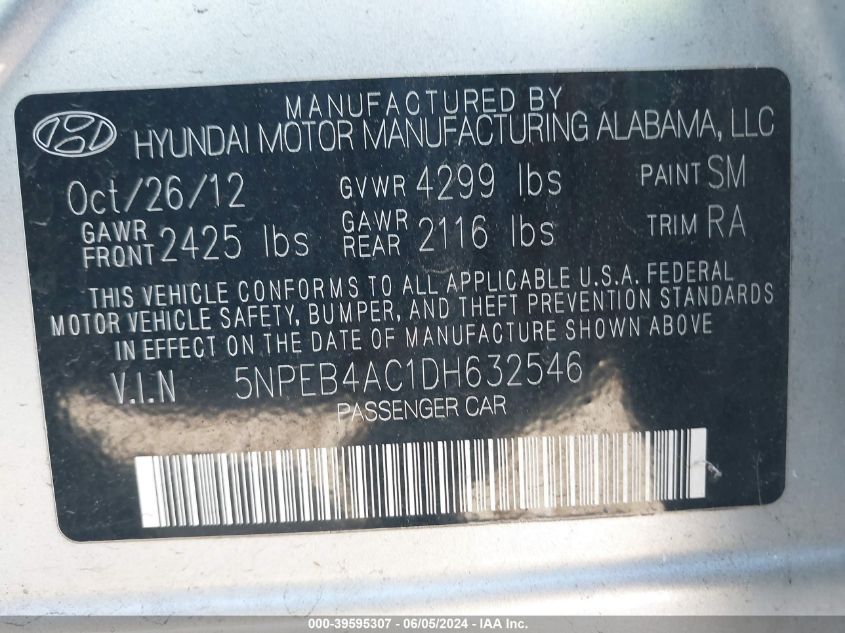 MANUFACTURED BY
HYUNDAI MOTOR MANUFACTURING ALABAMA, LLC
Oct/26/12 GVWR 4299 lbs PAINT SM
GAWR FRONT 2425 lbs GAWR REAR 2116 lbs TRIM RA
THIS VEHICLE CONFORMS TO ALL APPLICABLE U.S.A. FEDERAL
MOTOR VEHICLE SAFETY, BUMPER, AND THEFT PREVENTION STANDARDS
IN EFFECT ON THE DATE OF MANUFACTURE SHOWN ABOVE
V.I.N 5NPEB4AC1DH632546
PASSENGER CAR
000-39595307 - 06/05/2024 - IAA Inc.